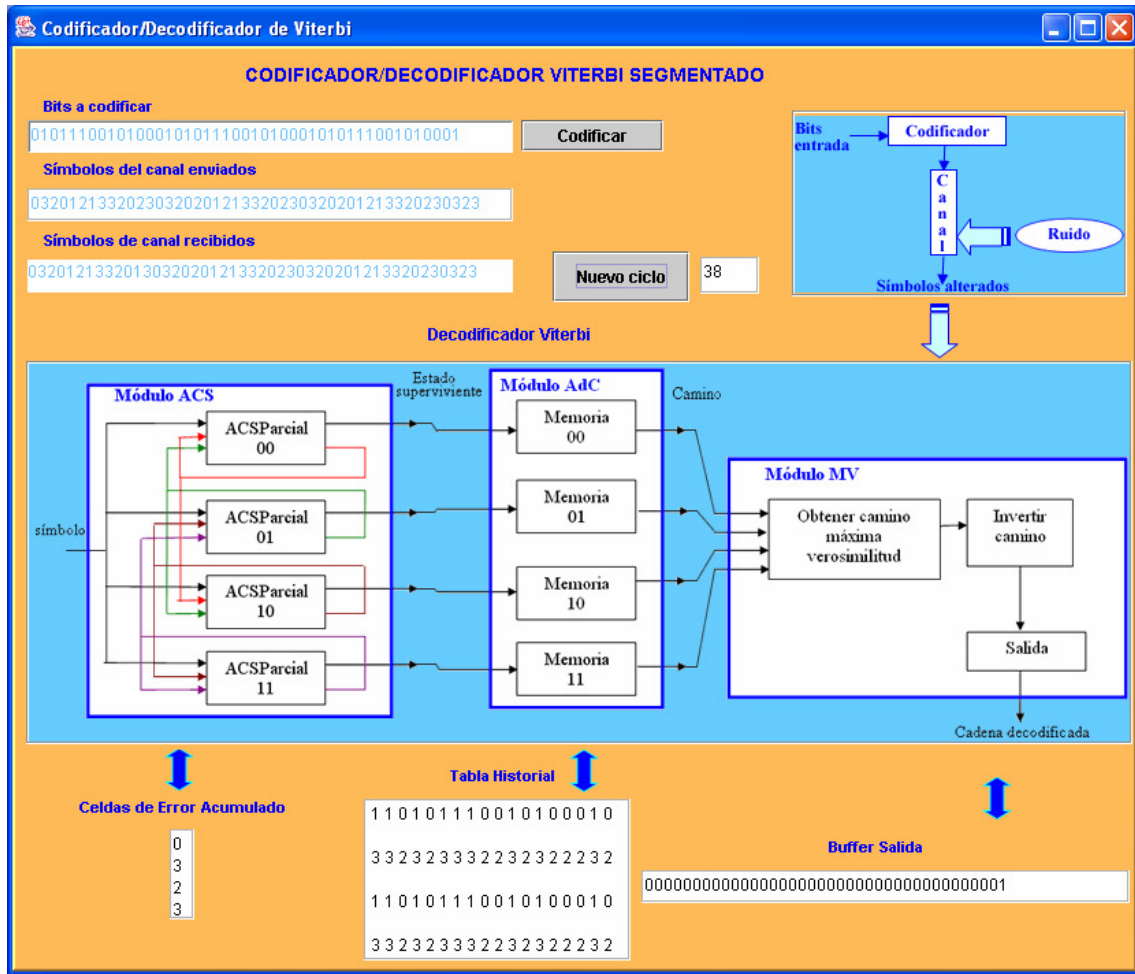 Codificador/Decodificador de Viterbi
CODIFICADOR/DECODIFICADOR VITERBI SEGMENTADO
Bits a codificar
010111001010001010111001010001010111001010001
Codificar
Símbolos del canal enviados
03201213320230320201213320230320201213320230323
Símbolos de canal recibidos
03201213320130320201213320230320201213320230323
Nuevo ciclo
38
Bits
entrada
Codificador
C
a
n
a
l
Ruido
Símbolos alterados
Decodificador Viterbi
Módulo ACS
símbolo
ACSParcial
00
ACSParcial
01
ACSParcial
10
ACSParcial
11
Estado
superviviente
Módulo AdC
Memoria
00
Memoria
01
Memoria
10
Memoria
11
Camino
Módulo MV
Obtener camino
máxima
verosimilitud
Invertir
camino
Salida
Cadena decodificada
Celdas de Error Acumulado
0
3
2
3
Tabla Historial
1 1 0 1 0 1 1 1 0 0 1 0 1 0 0 0 1 0
3 3 2 3 2 3 3 3 2 2 3 2 3 2 2 2 3 2
1 1 0 1 0 1 1 1 0 0 1 0 1 0 0 0 1 0
3 3 2 3 2 3 3 3 2 2 3 2 3 2 2 2 3 2
Buffer Salida
00000000000000000000000000000000000001